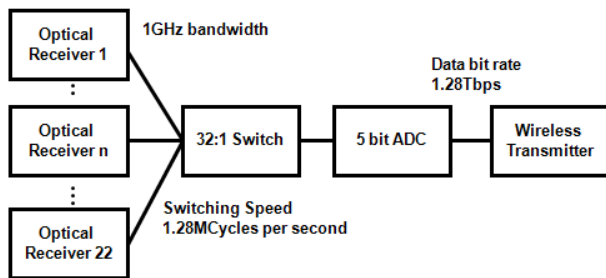 Optical
Receiver 1
1GHz bandwidth
Optical
Receiver n
32:1 Switch
5 bit ADC
Data bit rate
1.28Tbps
Wireless
Transmitter
Optical
Receiver 22
Switching Speed
1.28MCycles per second